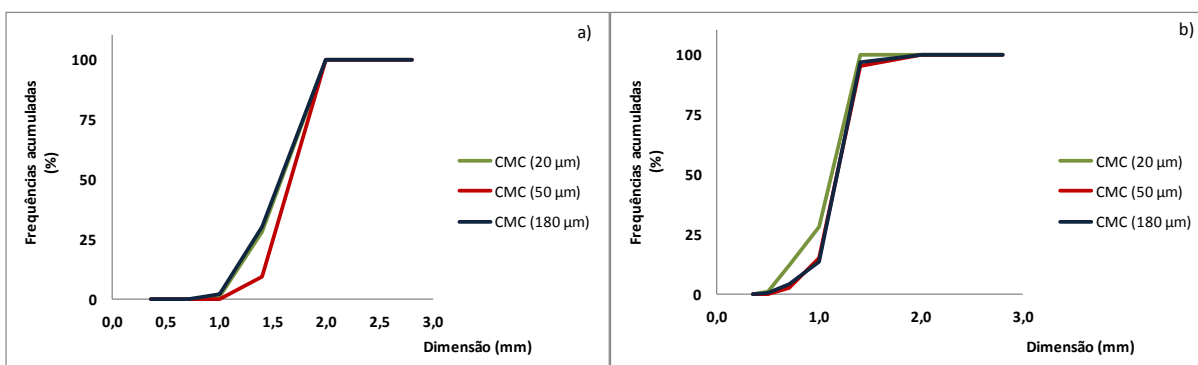 a)
Frequências acumuladas
(%)
100
75
50
25
0
0,0 0,5 1,0 1,5 2,0 2,5 3,0
Dimensão (mm)
CMC (20 µm)
CMC (50 µm)
CMC (180 µm)
b)
Frequências acumuladas
(%)
100
75
50
25
0
0,0 1,0 2,0 3,0
Dimensão (mm)
CMC (20 µm)
CMC (50 µm)
CMC (180 µm)